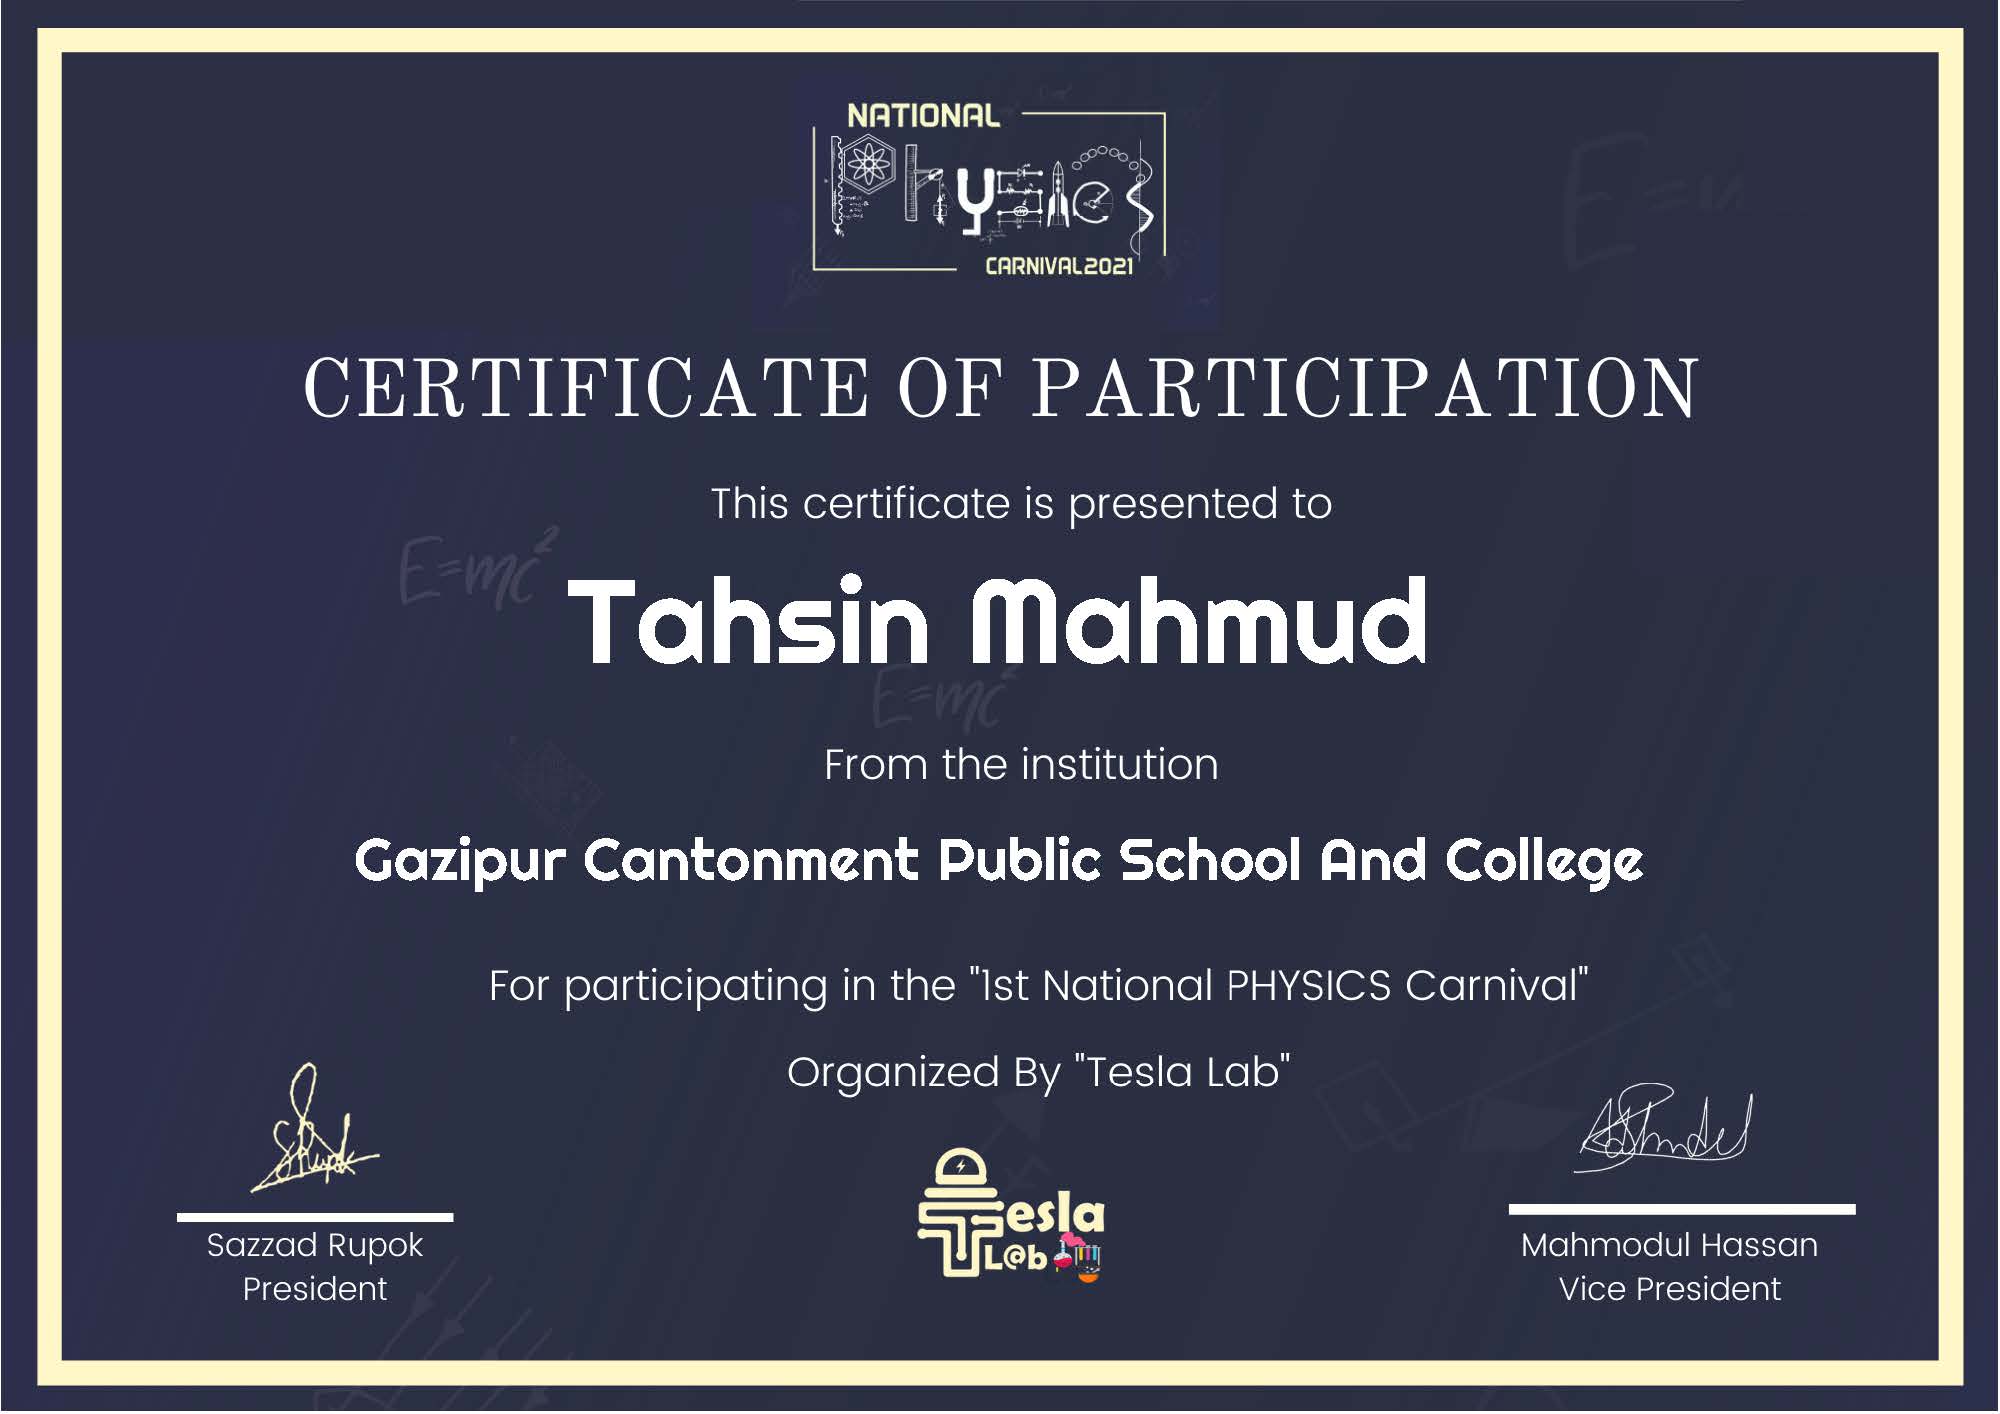 NATIONAL
PhYSICS
CARNIVAL2021
CERTIFICATE OF PARTICIPATION
This certificate is presented to
E=mc²
Tahsin Mahmud
E=mc²
From the institution
Gazipur Cantonment Public School And College
For participating in the "1st National PHYSICS Carnival"
Organized By "Tesla Lab"
Tesla
L@b
Sazzad Rupok
President
Mahmodul Hassan
Vice President